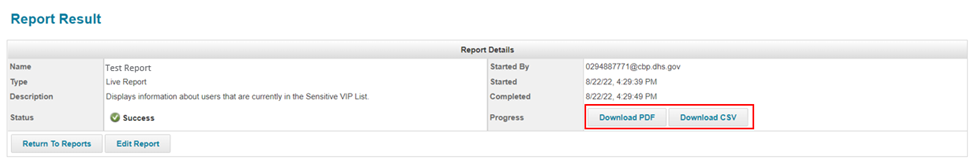 Report Result
Report Details
Name Test Report Started By 0294887771@cbp.dhs.gov
Type Live Report Started 8/22/22, 4:29:39 PM
Description Displays information about users that are currently in the Sensitive VIP List. Completed 8/22/22, 4:29:49 PM
Status Success Progress Download PDF Download CSV
Return To Reports Edit Report